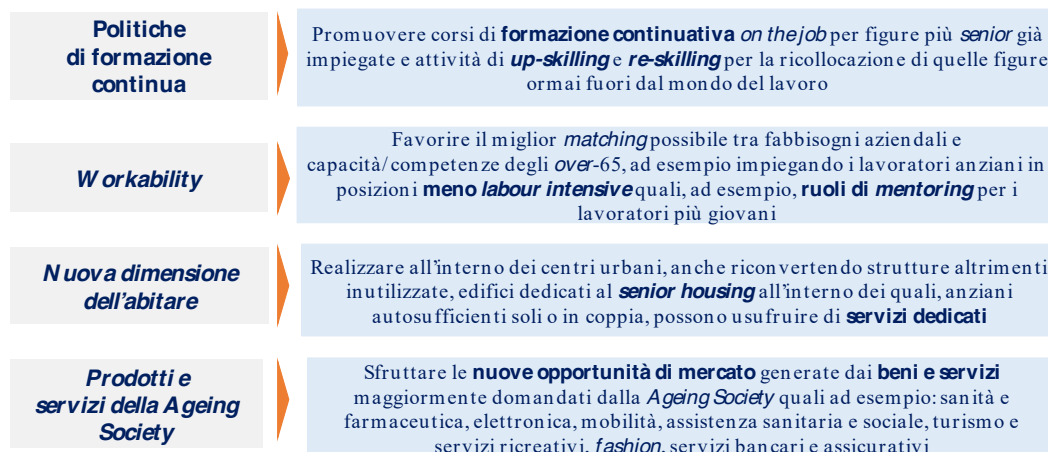 Politiche
di formazione
continua
Promuovere corsi di formazione continuativa on the job per figure più senior già
impiegate e attività di up-skilling e re-skilling per la ricollocazione di quelle figure
ormai fuori dal mondo del lavoro
Workability
Favorire il miglior matching possibile tra fabbisogni aziendali e
capacità/competenze degli over-65, ad esempio impiegando i lavoratori anziani in
posizioni meno labour intensive quali, ad esempio, ruoli di mentoring per i
lavoratori più giovani
Nuova dimensione
dell'abitare
Realizzare all'interno dei centri urbani, anche riconvertendo strutture altrimenti
inutilizzate, edifici dedicati al senior housing all'interno dei quali, anziani
autosufficienti soli o in coppia, possono usufruire di servizi dedicati
Prodotti e
servizi della Ageing
Society
Sfruttare le nuove opportunità di mercato generate dai beni e servizi
maggiormente domandati dalla Ageing Society quali ad esempio: sanità e
farmaceutica, elettronica, mobilità, assistenza sanitaria e sociale, turismo e
servizi ricreativi, fashion, servizi bancari e assicurativi